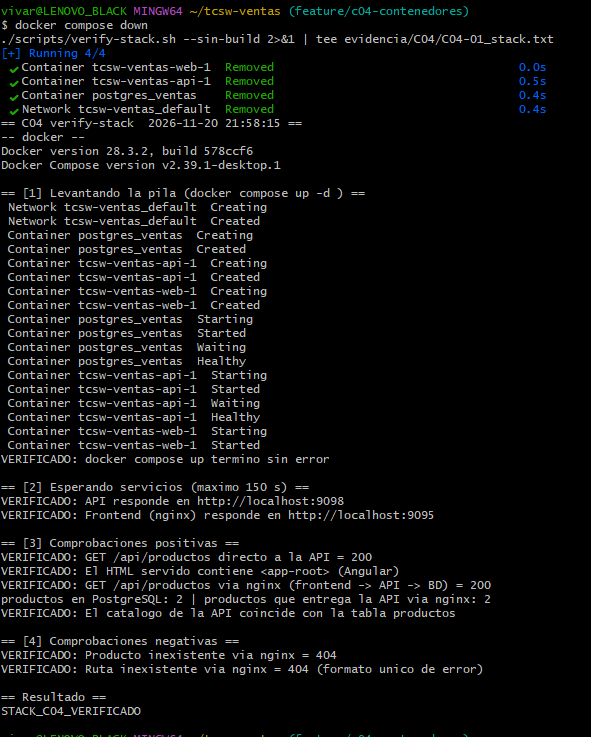 vivar@LENOVO_BLACK MINGW64 ~/tcsw-ventas (feature/c04-contenedores)
$ docker compose down
./scripts/verify-stack.sh --sin-build 2>&1 | tee evidencia/C04/C04-01_stack.txt
[+] Running 4/4
✔ Container tcsw-ventas-web-1  Removed 0.0s
✔ Container tcsw-ventas-api-1  Removed 0.5s
✔ Container postgres_ventas    Removed 0.4s
✔ Network tcsw-ventas_default  Removed 0.4s
== C04 verify-stack  2026-11-20 21:58:15 ==
-- docker --
Docker version 28.3.2, build 578ccf6
Docker Compose version v2.39.1-desktop.1
== [1] Levantando la pila (docker compose up -d ) ==
Network tcsw-ventas_default  Creating
Network tcsw-ventas_default  Created
Container postgres_ventas  Creating
Container postgres_ventas  Created
Container tcsw-ventas-api-1  Creating
Container tcsw-ventas-api-1  Created
Container tcsw-ventas-web-1  Creating
Container tcsw-ventas-web-1  Created
Container postgres_ventas  Starting
Container postgres_ventas  Started
Container postgres_ventas  Waiting
Container postgres_ventas  Healthy
Container tcsw-ventas-api-1  Starting
Container tcsw-ventas-api-1  Started
Container tcsw-ventas-api-1  Waiting
Container tcsw-ventas-api-1  Healthy
Container tcsw-ventas-web-1  Starting
Container tcsw-ventas-web-1  Started
VERIFICADO: docker compose up termino sin error
== [2] Esperando servicios (maximo 150 s) ==
VERIFICADO: API responde en http://localhost:9098
VERIFICADO: Frontend (nginx) responde en http://localhost:9095
== [3] Comprobaciones positivas ==
VERIFICADO: GET /api/productos directo a la API = 200
VERIFICADO: El HTML servido contiene <app-root> (Angular)
VERIFICADO: GET /api/productos via nginx (frontend -> API -> BD) = 200
productos en PostgreSQL: 2 | productos que entrega la API via nginx: 2
VERIFICADO: El catalogo de la API coincide con la tabla productos
== [4] Comprobaciones negativas ==
VERIFICADO: Producto inexistente via nginx = 404
VERIFICADO: Ruta inexistente via nginx = 404 (formato unico de error)
== Resultado ==
STACK_C04_VERIFICADO